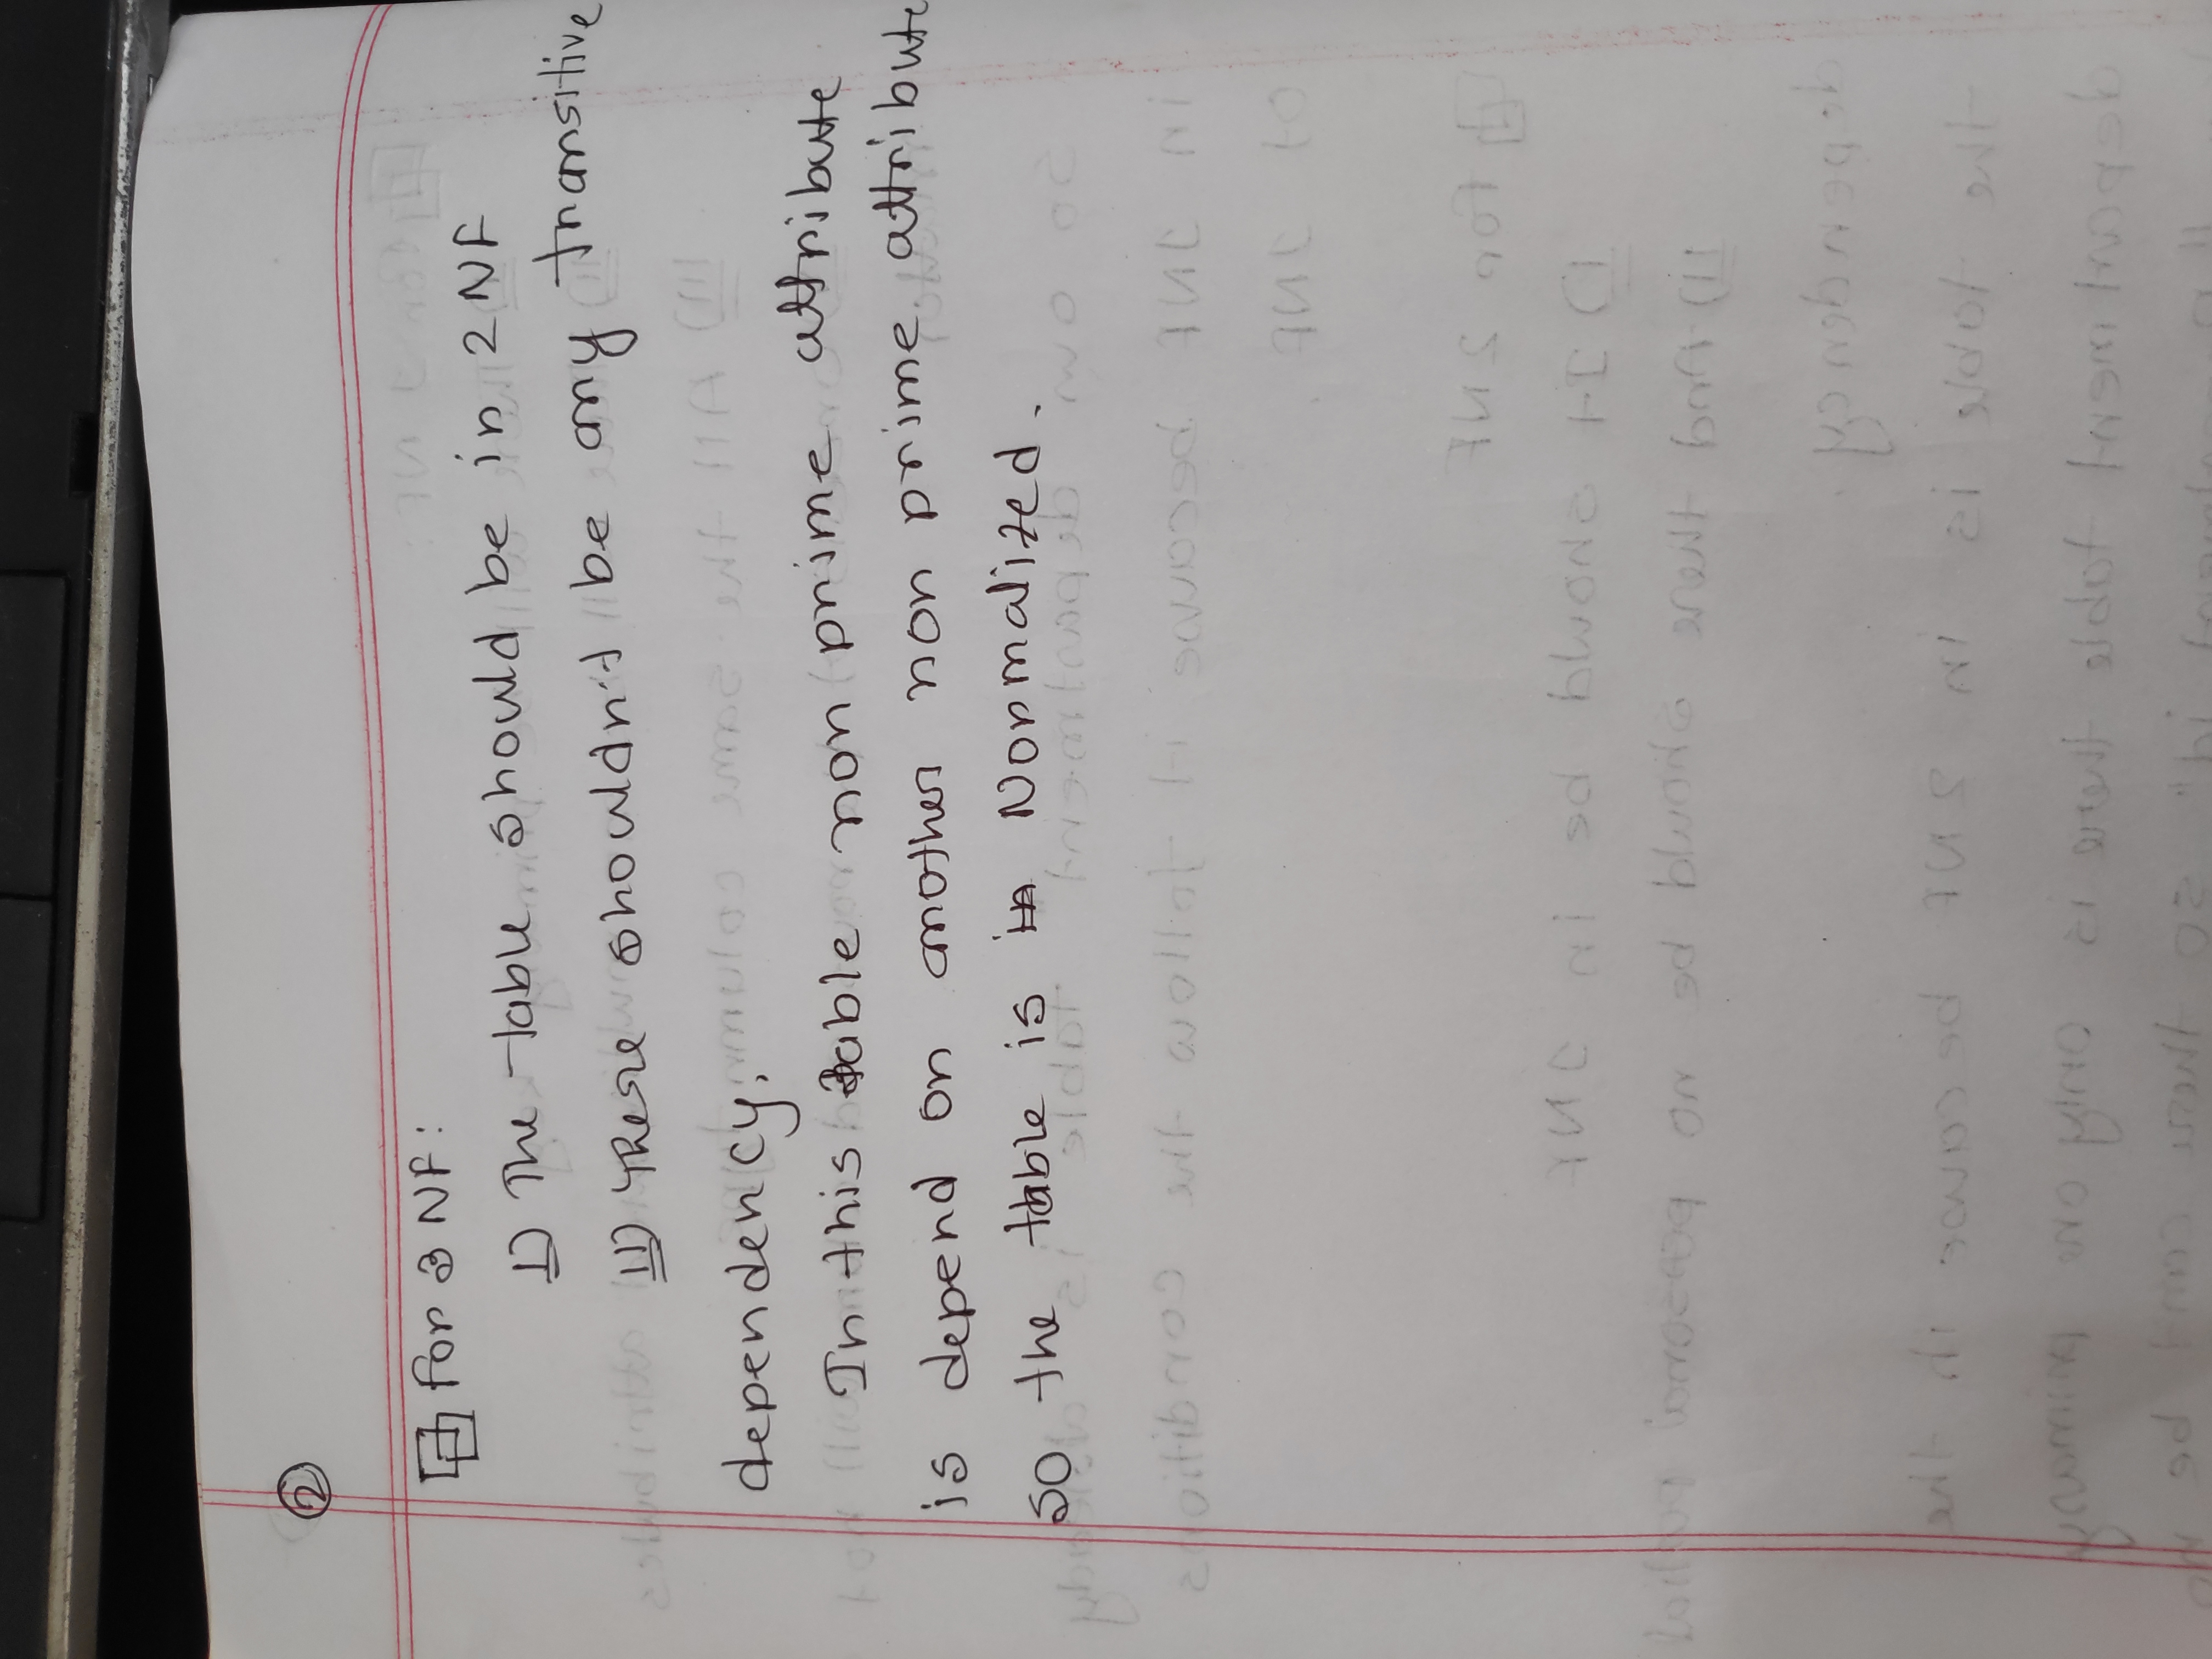 2
for 3 NF:
I) The table should be in 2 NF
II) There shouldn't be any transitive
dependency.
In this table non prime attribute
is depend on another non prime attribute
so the table is Normalized.